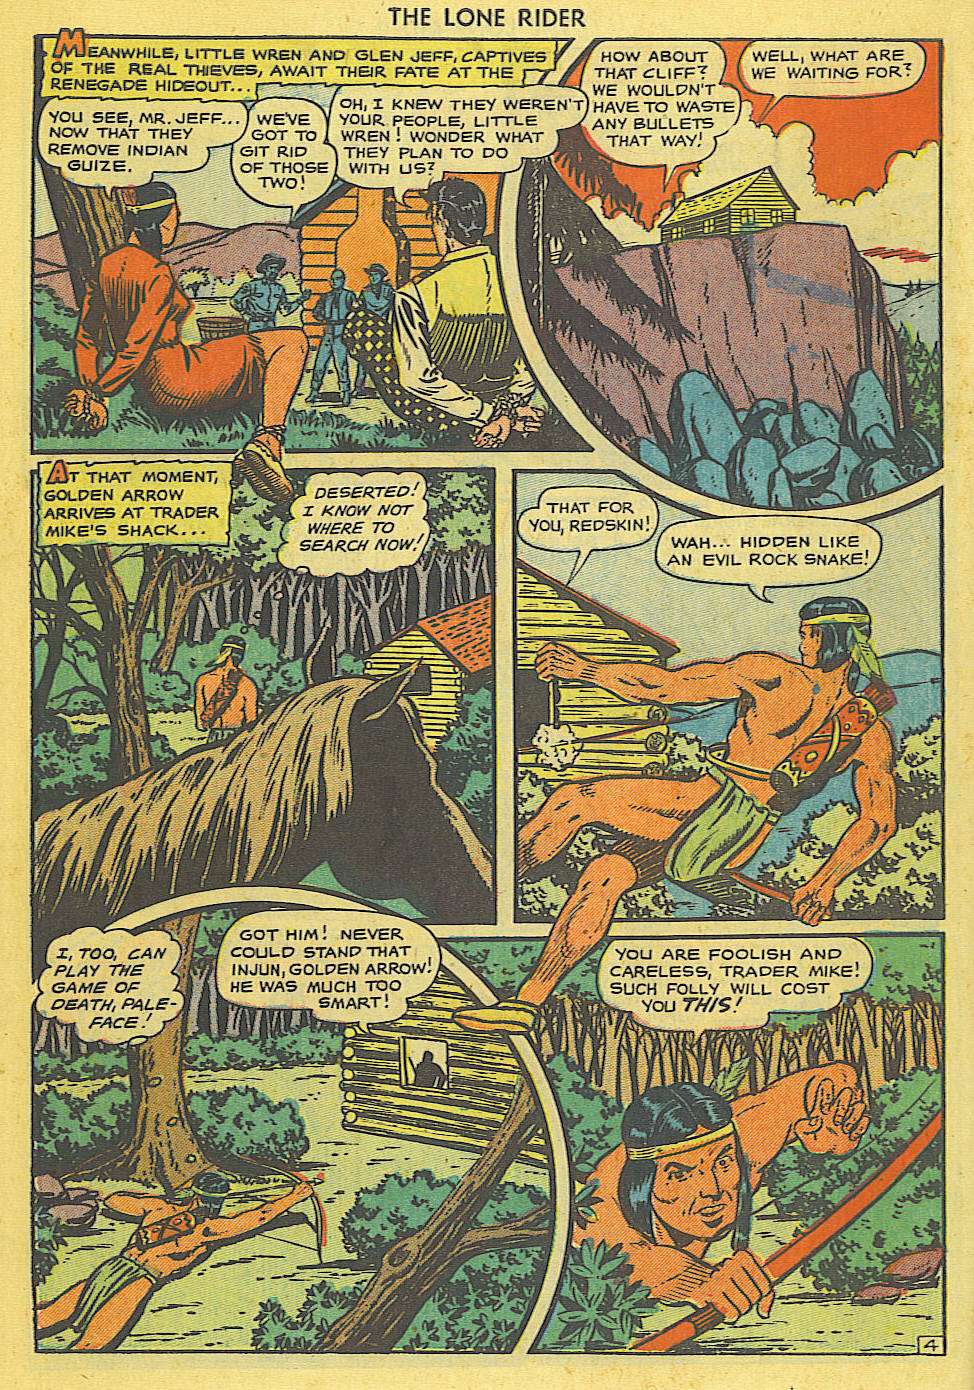 THE LONE RIDER
MEANWHILE, LITTLE WREN AND GLEN JEFF, CAPTIVES
OF THE REAL THIEVES, AWAIT THEIR FATE AT THE
RENEGADE HIDEOUT...
YOU SEE, MR. JEFF...
NOW THAT THEY
REMOVE INDIAN
GUIZE.
WE'VE
GOT TO
GIT RID
OF THOSE
TWO!
OH, I KNEW THEY WEREN'T
YOUR PEOPLE, LITTLE
WREN! WONDER WHAT
THEY PLAN TO DO
WITH US?
HOW ABOUT
THAT CLIFF?
WE WOULDN'T
HAVE TO WASTE
ANY BULLETS
THAT WAY!
WELL, WHAT ARE
WE WAITING FOR?
AT THAT MOMENT,
GOLDEN ARROW
ARRIVES AT TRADER
MIKE'S SHACK...
DESERTED!
I KNOW NOT
WHERE TO
SEARCH NOW!
THAT FOR
YOU, REDSKIN!
WAH... HIDDEN LIKE
AN EVIL ROCK SNAKE!
I, TOO, CAN
PLAY THE
GAME OF
DEATH, PALE-
FACE!
GOT HIM! NEVER
COULD STAND THAT
INJUN, GOLDEN ARROW!
HE WAS MUCH TOO
SMART!
YOU ARE FOOLISH AND
CARELESS, TRADER MIKE!
SUCH FOLLY WILL COST
YOU THIS!
4